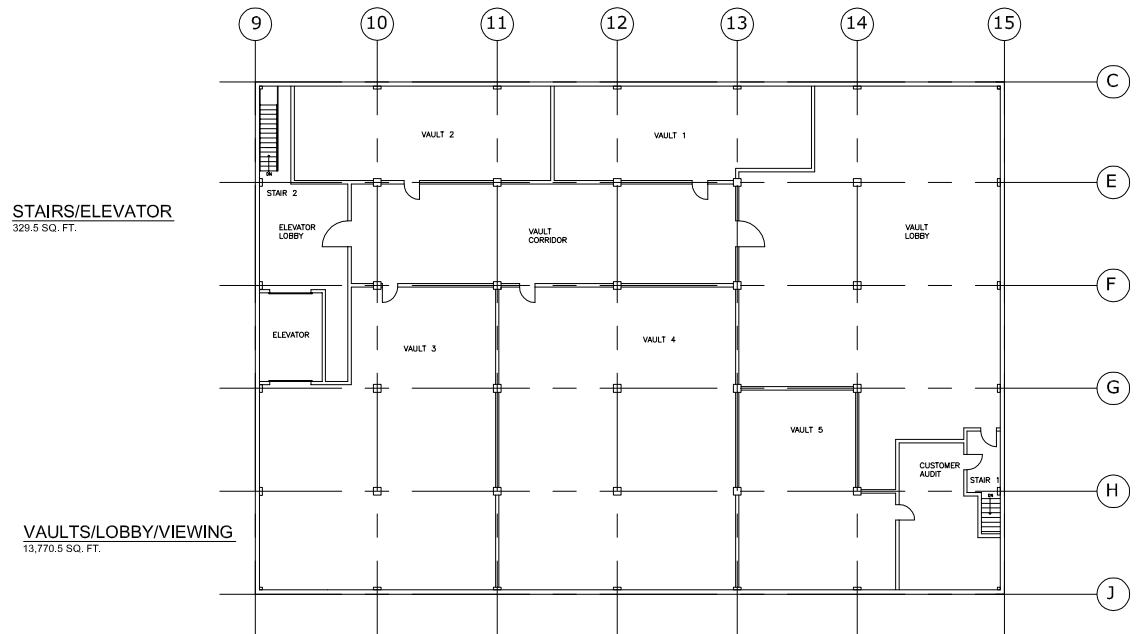 9
10
11
12
13
14
15
C
VAULT 2
VAULT 1
DN
STAIR 2
E
STAIRS/ELEVATOR
329.5 SQ. FT.
ELEVATOR
LOBBY
VAULT
CORRIDOR
VAULT
LOBBY
F
ELEVATOR
VAULT 3
VAULT 4
G
VAULT 5
CUSTOMER
AUDIT
STAIR 1
H
DN
VAULTS/LOBBY/VIEWING
13,770.5 SQ. FT.
J